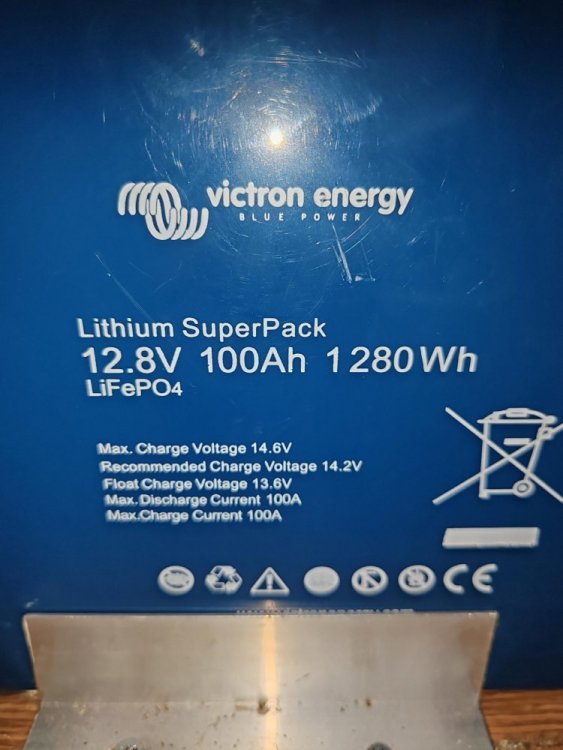 victron energy
BLUE POWER
Lithium SuperPack
12.8V 100Ah 1280Wh
LiFePO4
Max. Charge Voltage 14.6V
Recommended Charge Voltage 14.2V
Float Charge Voltage 13.6V
Max. Discharge Current 100A
Max.Charge Current 100A
CE